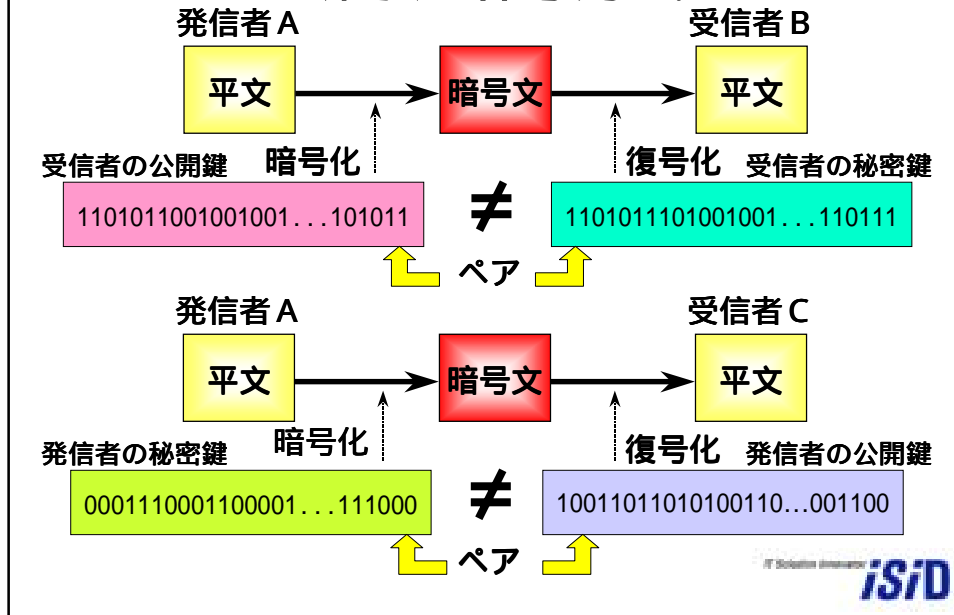 発信者A
受信者B
平文
暗号文
平文
受信者の公開鍵
暗号化
復号化
受信者の秘密鍵
1101011001001001...101011
≠
1101011101001001...110111
ペア
発信者A
受信者C
平文
暗号文
平文
発信者の秘密鍵
暗号化
復号化
発信者の公開鍵
0001110001100001...111000
≠
10011011010100110...001100
ペア
IT Solution Innovator
iSiD